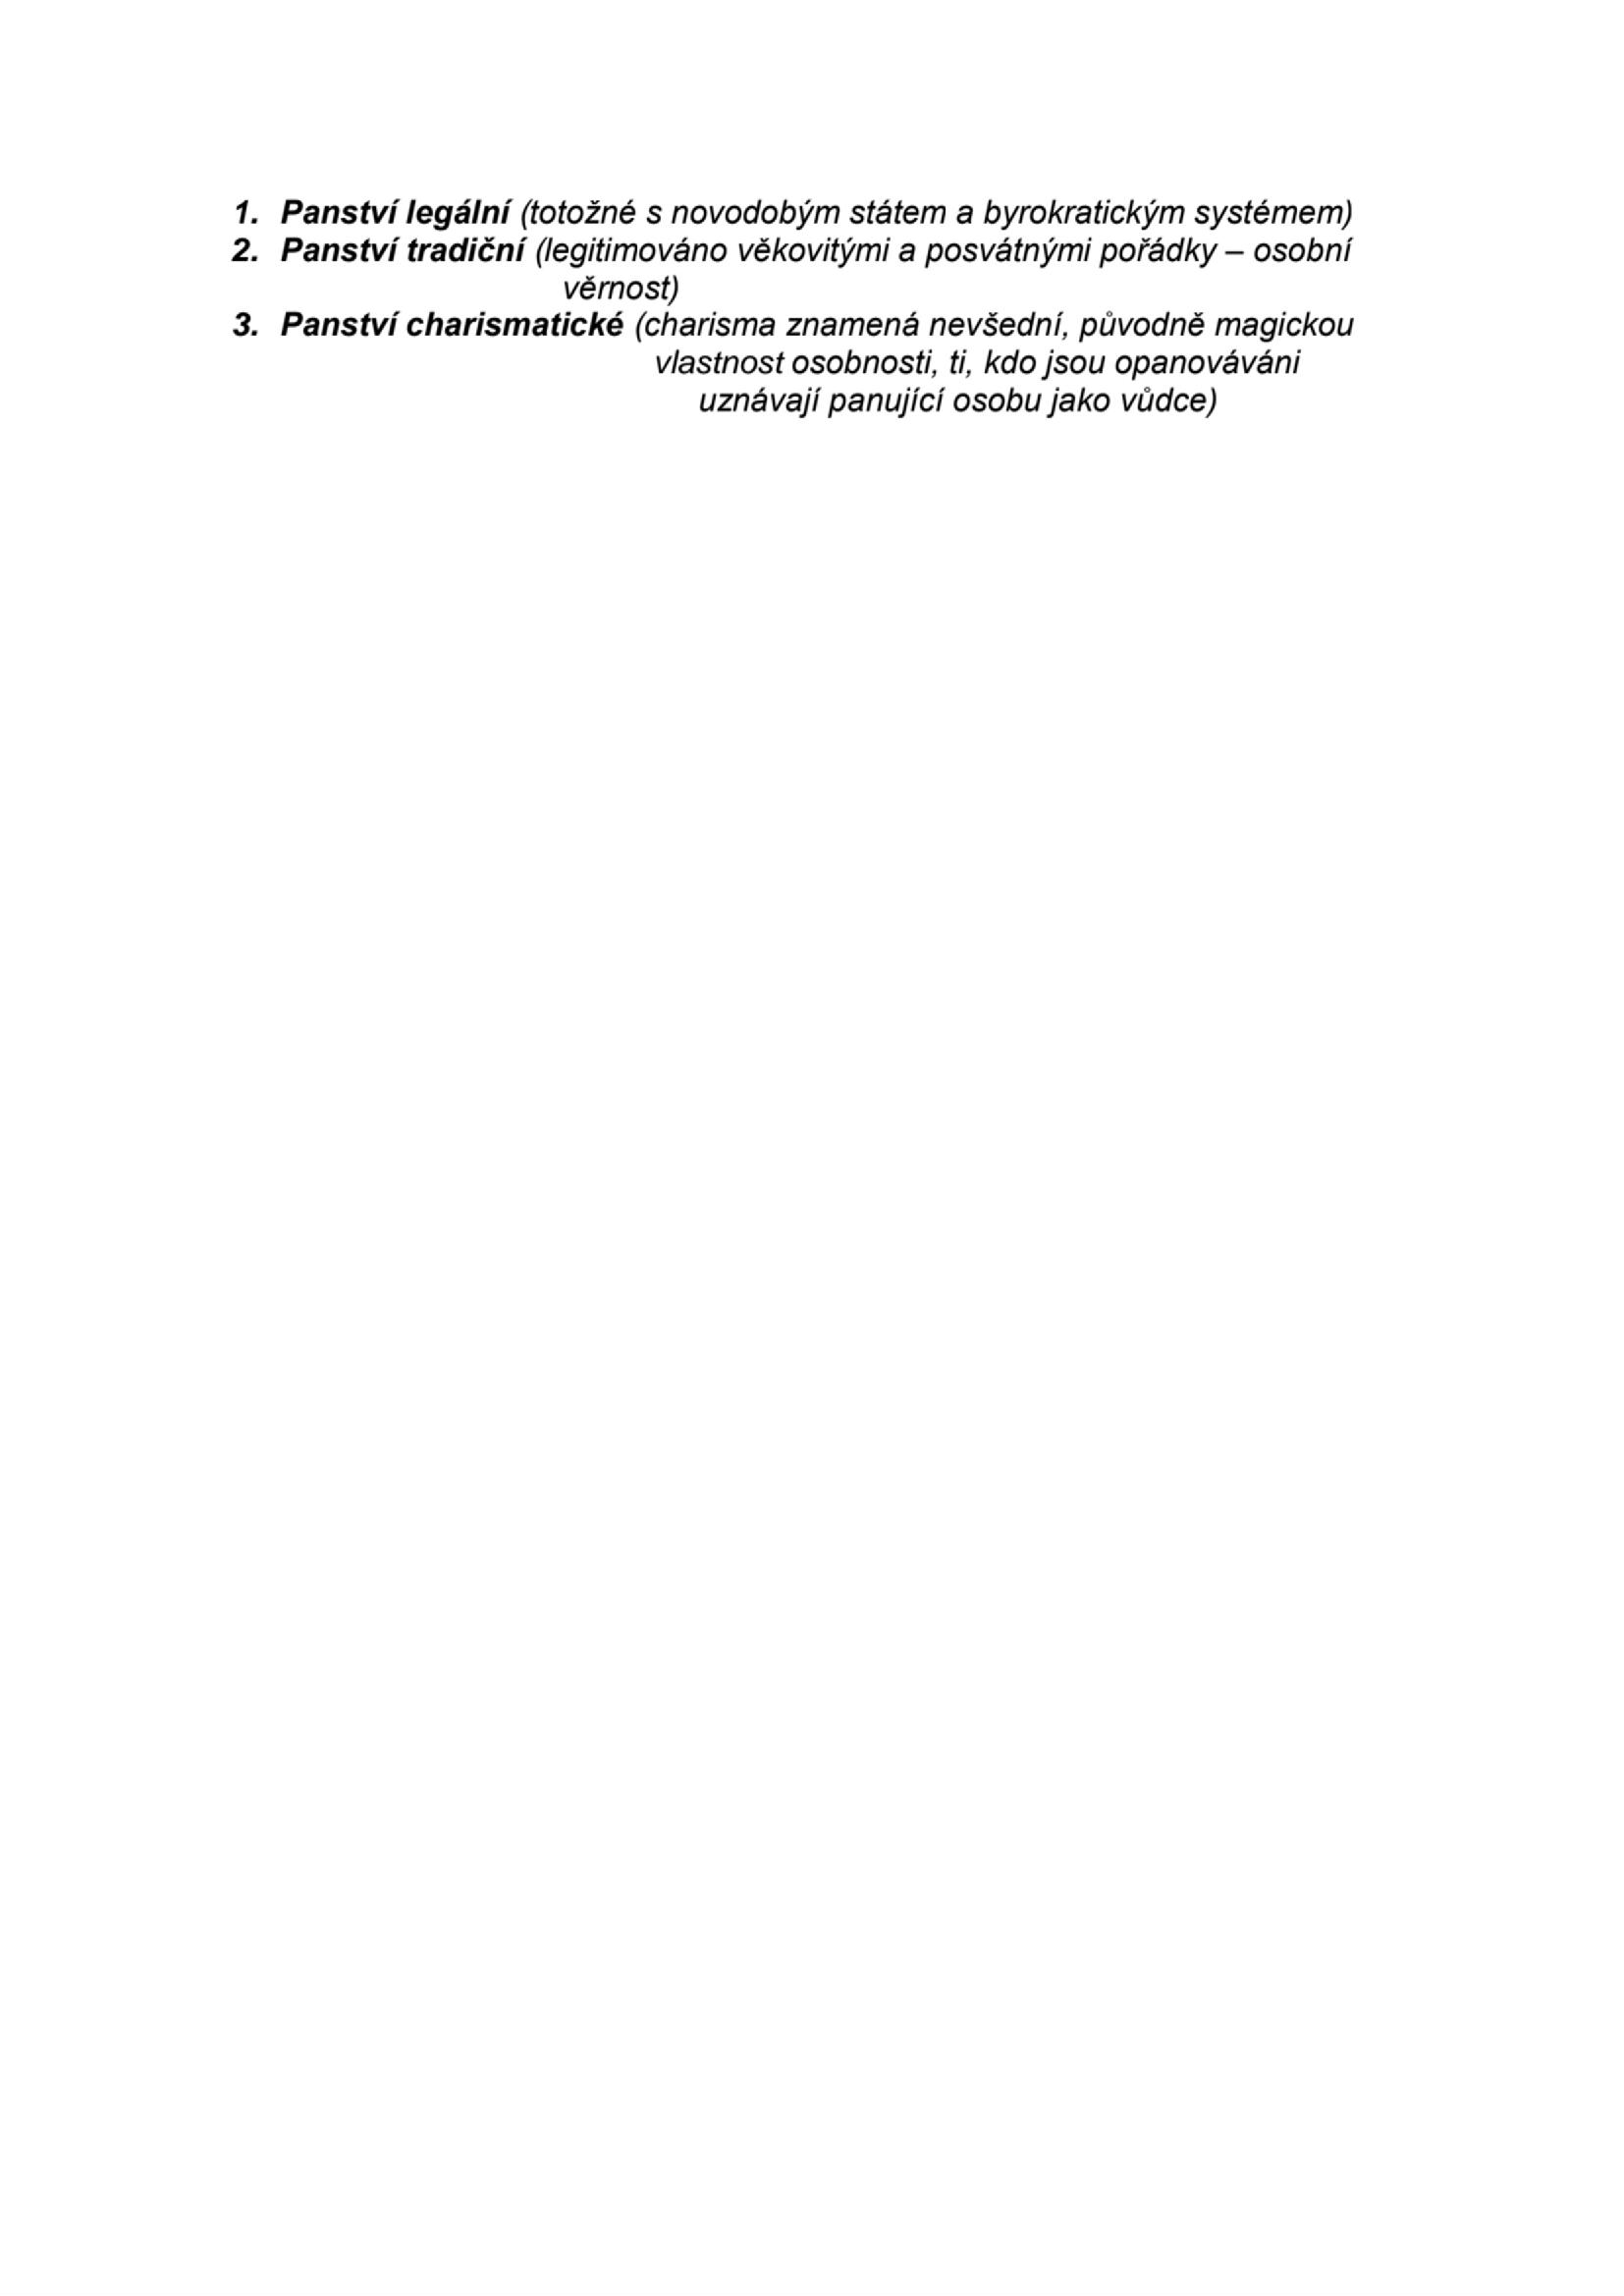 1. Panství legální (totožné s novodobým státem a byrokratickým systémem)
2. Panství tradiční (legitimováno věkovitými a posvátnými pořádky – osobní
věrnost)
3. Panství charismatické (charisma znamená nevšední, původně magickou
vlastnost osobnosti, ti, kdo jsou opanováváni
uznávají panující osobu jako vůdce)